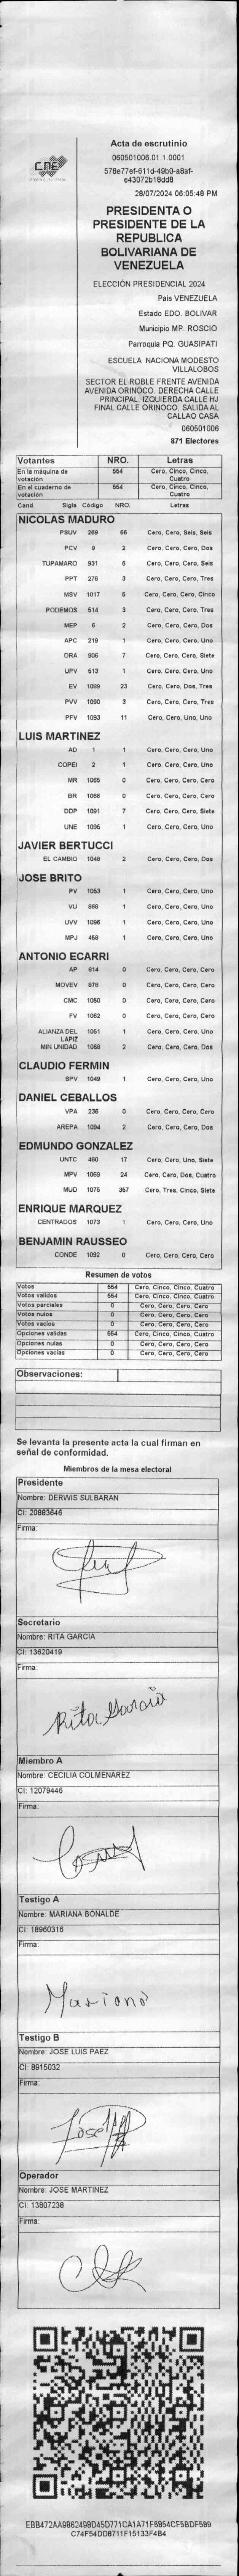 CNE
Acta de escrutinio
060501006.01.1.0001
578e77ef-611d-49b0-a8af-
e43072b18dd8
28/07/2024 06:05:48 PM
PRESIDENTA O
PRESIDENTE DE LA
REPUBLICA
BOLIVARIANA DE
VENEZUELA
ELECCIÓN PRESIDENCIAL 2024
País VENEZUELA
Estado EDO. BOLIVAR
Municipio MP. ROSCIO
Parroquia PQ. GUASIPATI
ESCUELA NACIONA MODESTO
VILLALOBOS
SECTOR EL ROBLE FRENTE AVENIDA
AVENIDA ORINOCO. DERECHA CALLE
PRINCIPAL. IZQUIERDA CALLE HJ
FINAL CALLE ORINOCO, SALIDA AL
CALLAO CASA
060501006
871 Electores
Votantes NRO. Letras
En la máquina de votación 554 Cero, Cinco, Cinco, Cuatro
En el cuaderno de votación 554 Cero, Cinco, Cinco, Cuatro
Cand. Sigla Código NRO. Letras
NICOLAS MADURO
PSUV 269 66 Cero, Cero, Seis, Seis
PCV 9 2 Cero, Cero, Cero, Dos
TUPAMARO 931 6 Cero, Cero, Cero, Seis
PPT 276 3 Cero, Cero, Cero, Tres
MSV 1017 5 Cero, Cero, Cero, Cinco
PODEMOS 514 3 Cero, Cero, Cero, Tres
MEP 6 2 Cero, Cero, Cero, Dos
APC 219 1 Cero, Cero, Cero, Uno
ORA 906 7 Cero, Cero, Cero, Siete
UPV 513 1 Cero, Cero, Cero, Uno
EV 1089 23 Cero, Cero, Dos, Tres
PVV 1090 3 Cero, Cero, Cero, Tres
PFV 1093 11 Cero, Cero, Uno, Uno
LUIS MARTINEZ
AD 1 1 Cero, Cero, Cero, Uno
COPEI 2 1 Cero, Cero, Cero, Uno
MR 1065 0 Cero, Cero, Cero, Cero
BR 1066 0 Cero, Cero, Cero, Cero
DDP 1091 7 Cero, Cero, Cero, Siete
UNE 1095 1 Cero, Cero, Cero, Uno
JAVIER BERTUCCI
EL CAMBIO 1048 2 Cero, Cero, Cero, Dos
JOSE BRITO
PV 1053 1 Cero, Cero, Cero, Uno
VU 868 1 Cero, Cero, Cero, Uno
UVV 1096 1 Cero, Cero, Cero, Uno
MPJ 458 1 Cero, Cero, Cero, Uno
ANTONIO ECARRI
AP 814 0 Cero, Cero, Cero, Cero
MOVEV 878 0 Cero, Cero, Cero, Cero
CMC 1050 0 Cero, Cero, Cero, Cero
FV 1062 0 Cero, Cero, Cero, Cero
ALIANZA DEL LAPIZ 1051 1 Cero, Cero, Cero, Uno
MIN UNIDAD 1088 2 Cero, Cero, Cero, Dos
CLAUDIO FERMIN
SPV 1049 1 Cero, Cero, Cero, Uno
DANIEL CEBALLOS
VPA 236 0 Cero, Cero, Cero, Cero
AREPA 1094 2 Cero, Cero, Cero, Dos
EDMUNDO GONZALEZ
UNTC 460 17 Cero, Cero, Uno, Siete
MPV 1069 24 Cero, Cero, Dos, Cuatro
MUD 1076 357 Cero, Tres, Cinco, Siete
ENRIQUE MARQUEZ
CENTRADOS 1073 1 Cero, Cero, Cero, Uno
BENJAMIN RAUSSEO
CONDE 1092 0 Cero, Cero, Cero, Cero
Resumen de votos
Votos 554 Cero, Cinco, Cinco, Cuatro
Votos validos 554 Cero, Cinco, Cinco, Cuatro
Votos parciales 0 Cero, Cero, Cero, Cero
Votos nulos 0 Cero, Cero, Cero, Cero
Votos vacíos 0 Cero, Cero, Cero, Cero
Opciones validas 554 Cero, Cinco, Cinco, Cuatro
Opciones nulas 0 Cero, Cero, Cero, Cero
Opciones vacías 0 Cero, Cero, Cero, Cero
Observaciones:
Se levanta la presente acta la cual firman en
señal de conformidad.
Miembros de la mesa electoral
Presidente
Nombre: DERWIS SULBARAN
CI: 20883646
Firma:
Secretario
Nombre: RITA GARCIA
CI: 13620419
Firma:
Rita Garcia
Miembro A
Nombre: CECILIA COLMENAREZ
CI: 12079446
Firma:
Testigo A
Nombre: MARIANA BONALDE
CI: 18960316
Firma:
Mariana
Testigo B
Nombre: JOSE LUIS PAEZ
CI: 8915032
Firma:
José
Operador
Nombre: JOSE MARTINEZ
CI: 13807238
Firma:
EBB472AA9862498D45D771CA1A71F6854CF5BDF589
C74F54DD8711F15133F4B4